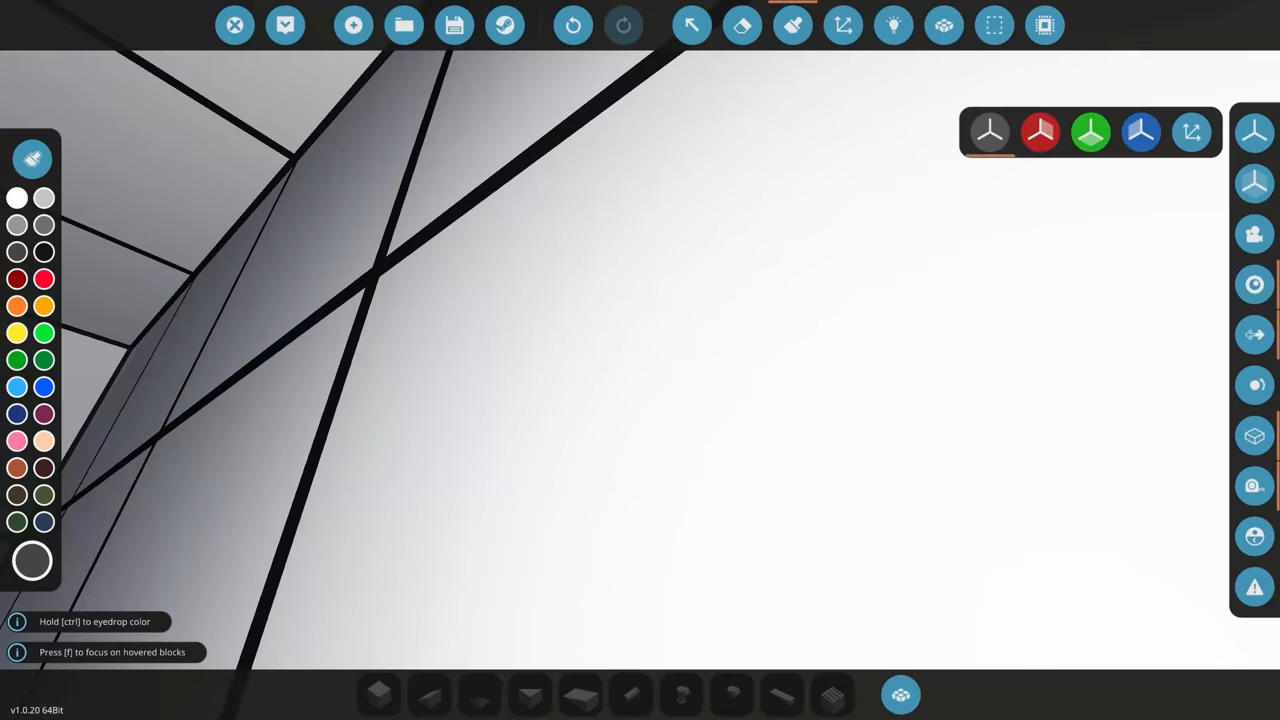 Hold [ctrl] to eyedrop color
Press [f] to focus on hovered blocks
v1.0.20 64Bit